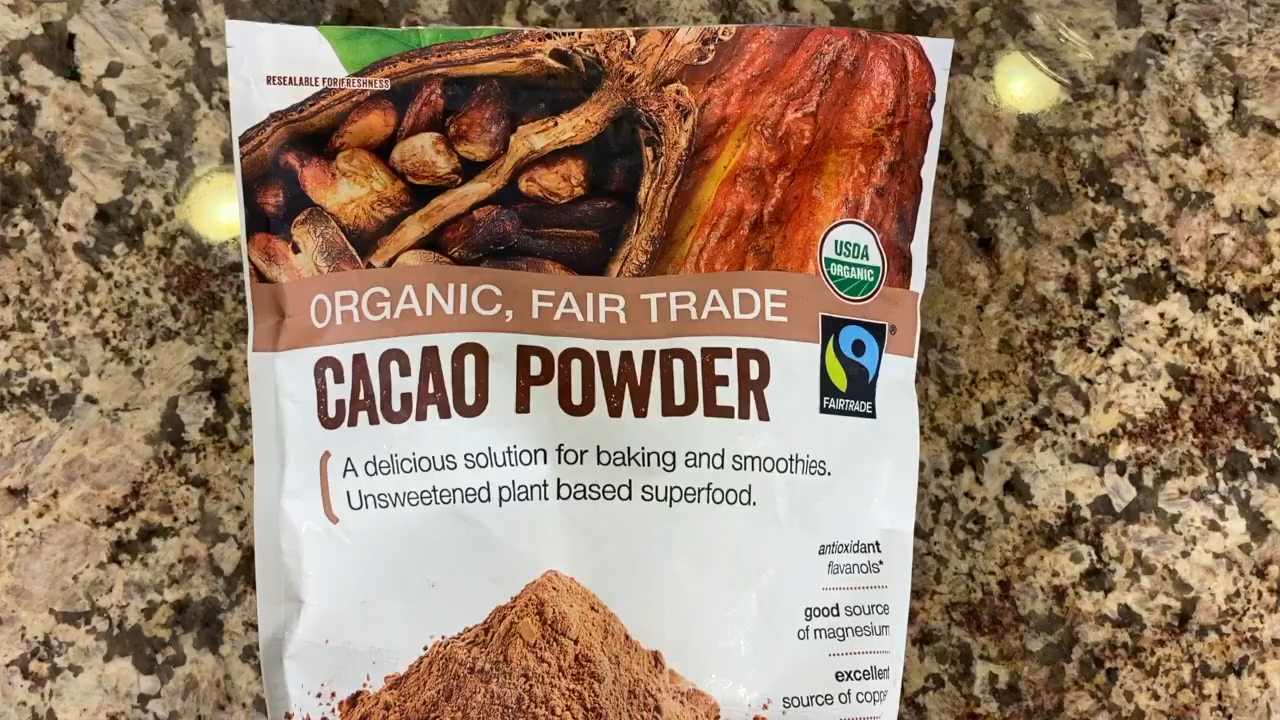 RESEALABLE FOR FRESHNESS
USDA
ORGANIC
ORGANIC, FAIR TRADE
®
FAIRTRADE
CACAO POWDER
A delicious solution for baking and smoothies.
Unsweetened plant based superfood.
antioxidant
flavanols*
good source
of magnesium
excellent
source of copper